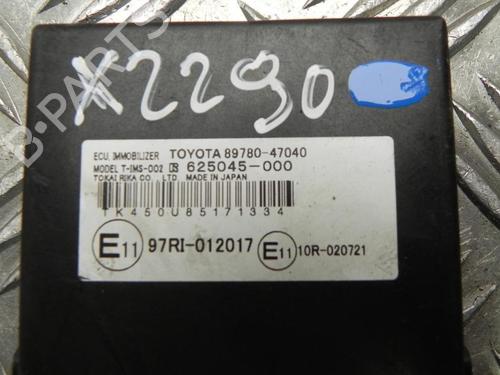 X2290
ECU, IMMOBILIZER TOYOTA 89780-47040
MODEL T-IMS-002 DS 625045-000
TOKAI RIKA CO., LTD. MADE IN JAPAN
TK450U85171334
E11 97RI-012017 E11 10R-020721
B-PARTS